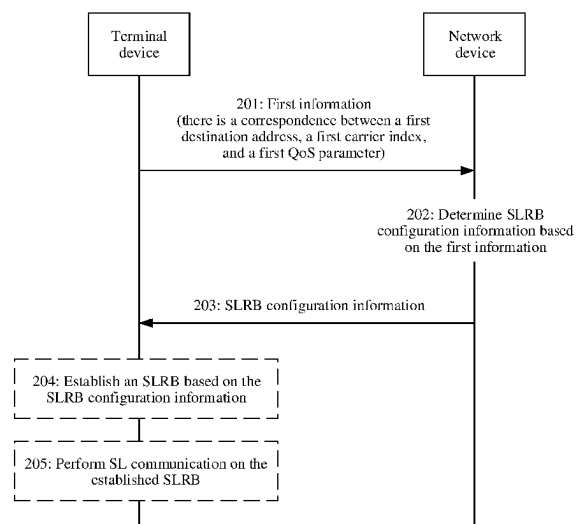 Terminal
device
Network
device
201: First information
(there is a correspondence between a first
destination address, a first carrier index,
and a first QoS parameter)
202: Determine SLRB
configuration information based
on the first information
203: SLRB configuration information
204: Establish an SLRB based on the
SLRB configuration information
205: Perform SL communication on the
established SLRB